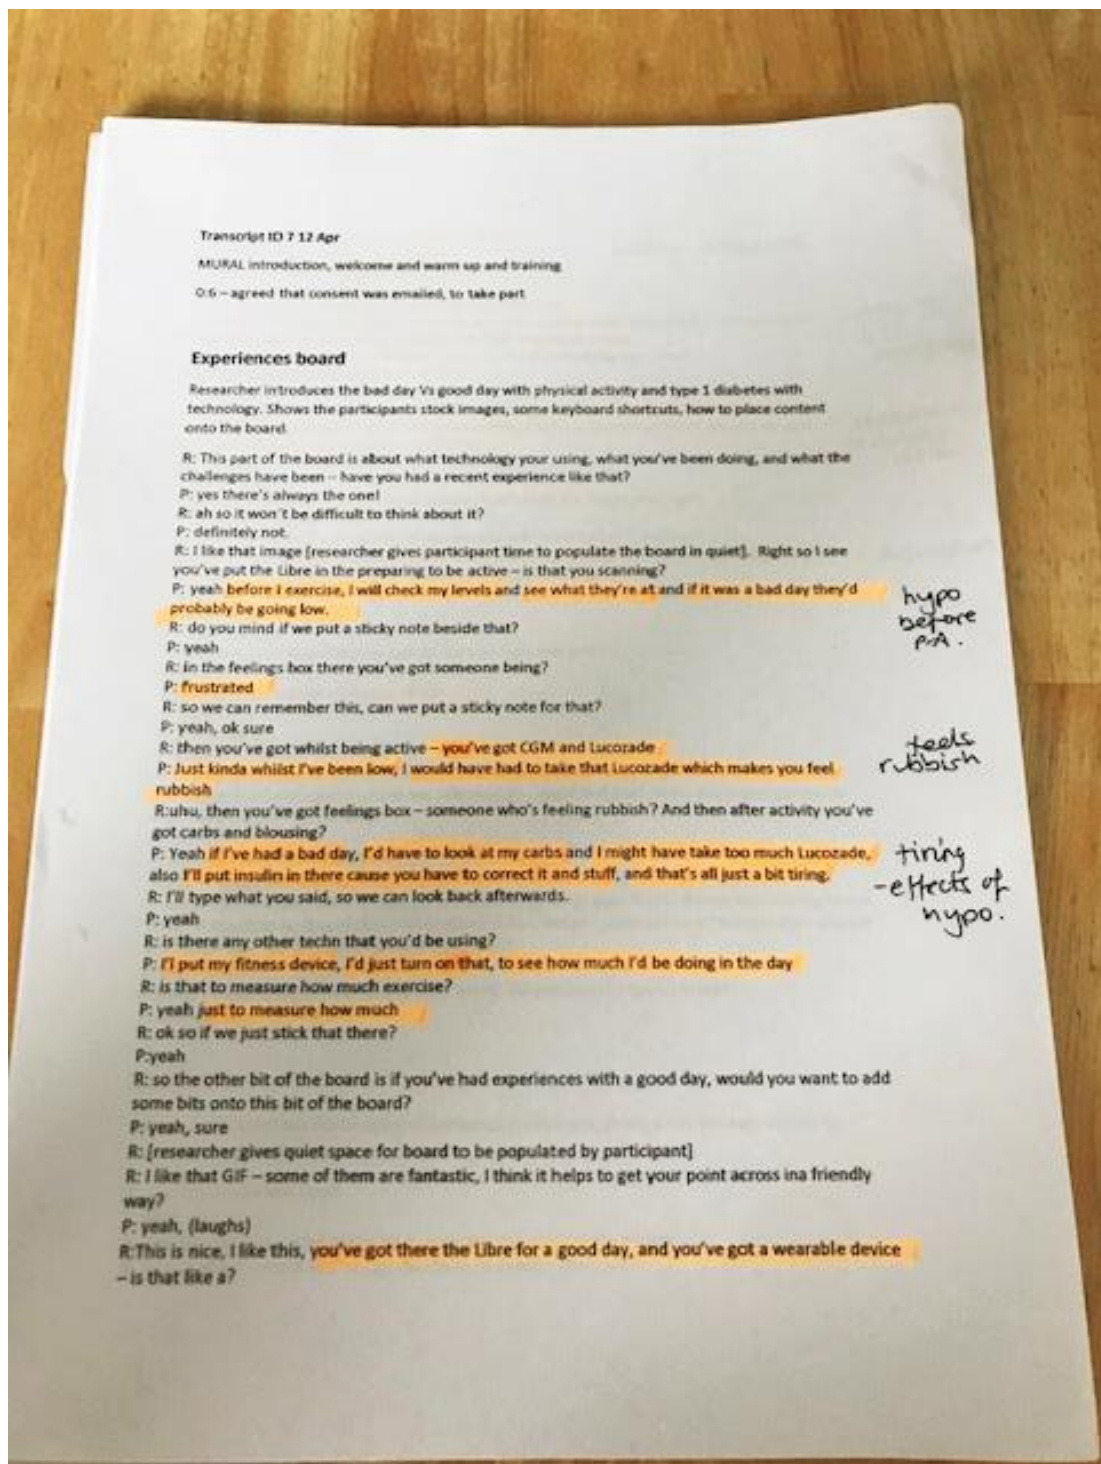 Transcript ID 7 12 Apr
MURAL introduction, welcome and warm up and training
0:6 – agreed that consent was emailed, to take part
Experiences board
Researcher introduces the bad day Vs good day with physical activity and type 1 diabetes with
technology. Shows the participants stock images, some keyboard shortcuts, how to place content
onto the board.
R: This part of the board is about what technology your using, what you've been doing, and what the
challenges have been – have you had a recent experience like that?
P: yes there's always the one!
R: ah so it won't be difficult to think about it?
P: definitely not.
R: I like that image [researcher gives participant time to populate the board in quiet]. Right so I see
you've put the Libre in the preparing to be active – is that you scanning?
P: yeah before I exercise, I will check my levels and see what they're at and if it was a bad day they'd
probably be going low.
hypo
before
P.A.
R: do you mind if we put a sticky note beside that?
P: yeah
R: in the feelings box there you've got someone being?
P: frustrated
R: so we can remember this, can we put a sticky note for that?
P: yeah, ok sure
R: then you've got whilst being active – you've got CGM and Lucozade
P: Just kinda whilst I've been low, I would have had to take that Lucozade which makes you feel
rubbish
feels
rubbish
R:uhu, then you've got feelings box – someone who's feeling rubbish? And then after activity you've
got carbs and blousing?
P: Yeah if I've had a bad day, I'd have to look at my carbs and I might have take too much Lucozade,
also I'll put insulin in there cause you have to correct it and stuff, and that's all just a bit tiring.
tiring
-effects of
hypo.
R: I'll type what you said, so we can look back afterwards.
P: yeah
R: is there any other techn that you'd be using?
P: I'l put my fitness device, I'd just turn on that, to see how much I'd be doing in the day
R: is that to measure how much exercise?
P: yeah just to measure how much
R: ok so if we just stick that there?
P:yeah
R: so the other bit of the board is if you've had experiences with a good day, would you want to add
some bits onto this bit of the board?
P: yeah, sure
R: [researcher gives quiet space for board to be populated by participant]
R: I like that GIF – some of them are fantastic, I think it helps to get your point across ina friendly
way?
P: yeah, (laughs)
R:This is nice, I like this, you've got there the Libre for a good day, and you've got a wearable device
– is that like a?